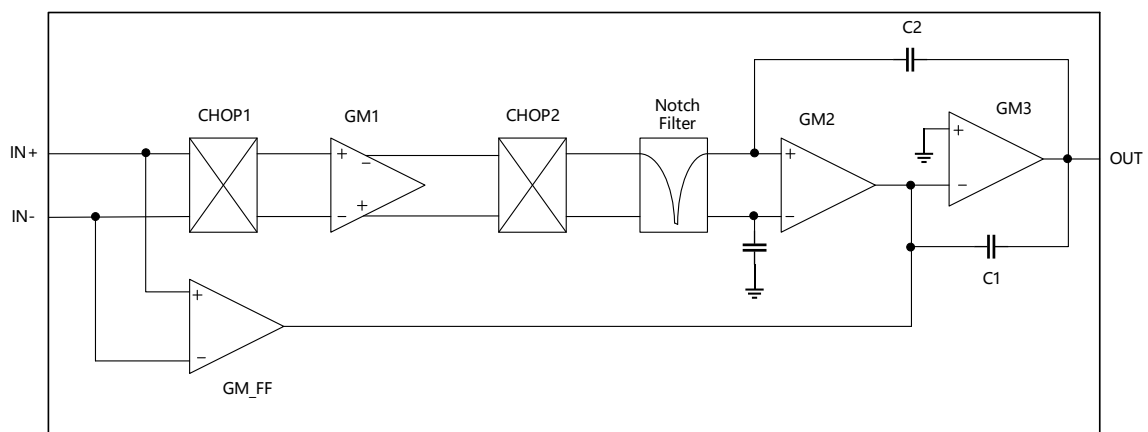 C2
CHOP1
GM1
CHOP2
Notch
Filter
GM2
GM3
IN+
IN-
OUT
+
−
−
+
+
−
+
−
C1
+
−
GM_FF